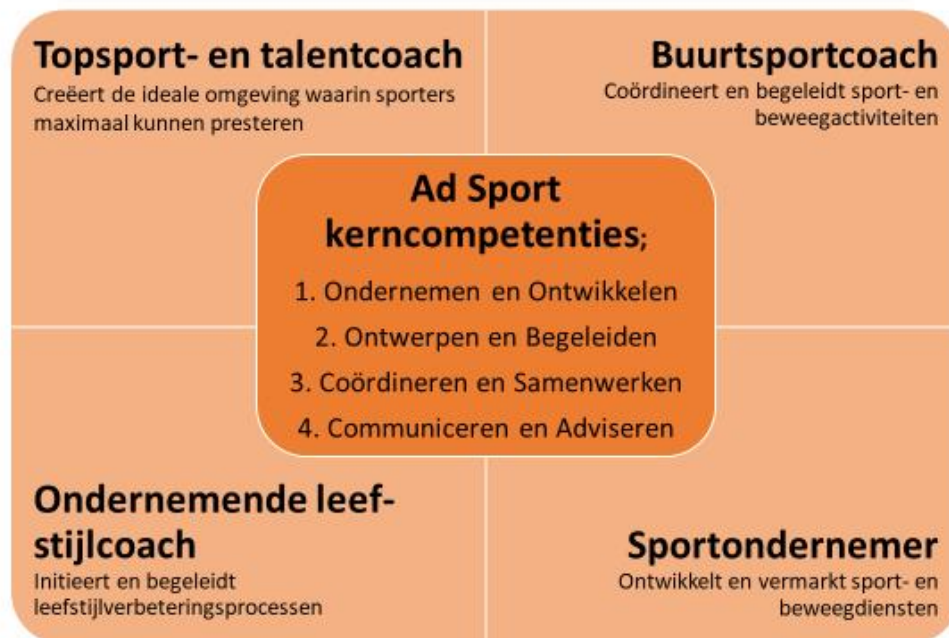 Topsport- en talentcoach
Creëert de ideale omgeving waarin sporters
maximaal kunnen presteren
Buurtsportcoach
Coördineert en begeleidt sport- en
beweegactiviteiten
Ad Sport
kerncompetenties;
1. Ondernemen en Ontwikkelen
2. Ontwerpen en Begeleiden
3. Coördineren en Samenwerken
4. Communiceren en Adviseren
Ondernemende leef-
stijlcoach
Initieert en begeleidt
leefstijlverbeteringsprocessen
Sportondernemer
Ontwikkelt en vermarkt sport- en
beweegdiensten